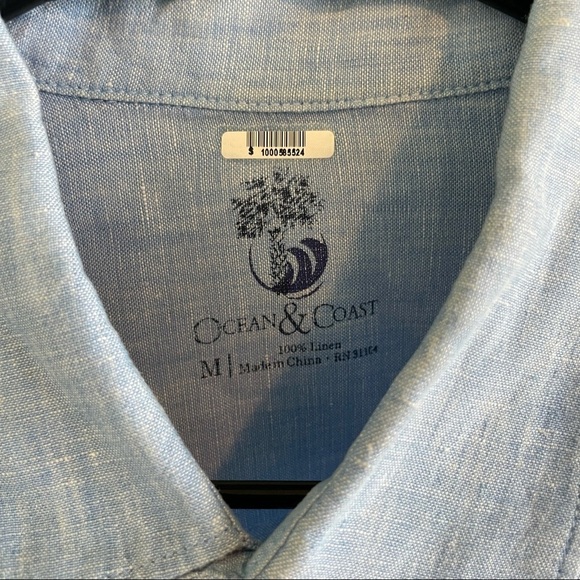 S 1000585524
OCEAN & COAST
100% Linen
M | Made in China · RN 51104